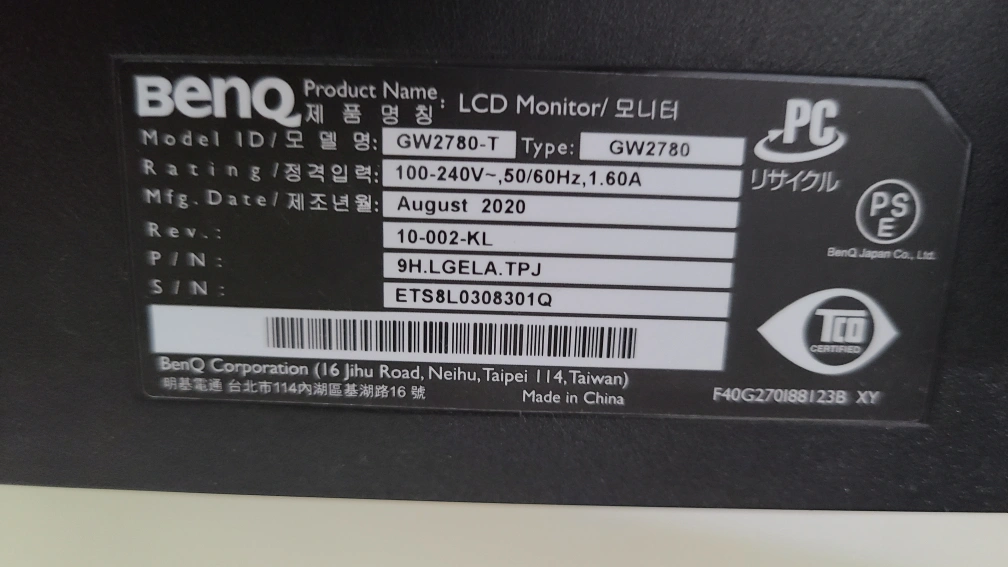 BenQ Product Name/제 품 명 칭: LCD Monitor/모니터
Model ID/모 델 명: GW2780-T Type: GW2780
Rating/정격입력: 100-240V~,50/60Hz,1.60A
Mfg. Date/제조년월: August 2020
Rev.: 10-002-KL
P/N: 9H.LGELA.TPJ
S/N: ETS8L0308301Q
BenQ Corporation (16 Jihu Road, Neihu, Taipei 114, Taiwan)
明基電通 台北市114內湖區基湖路16 號
Made in China
PC
リサイクル
PS
E
BenQ Japan Co., Ltd.
TCO
CERTIFIED
F40G270I88123B XY